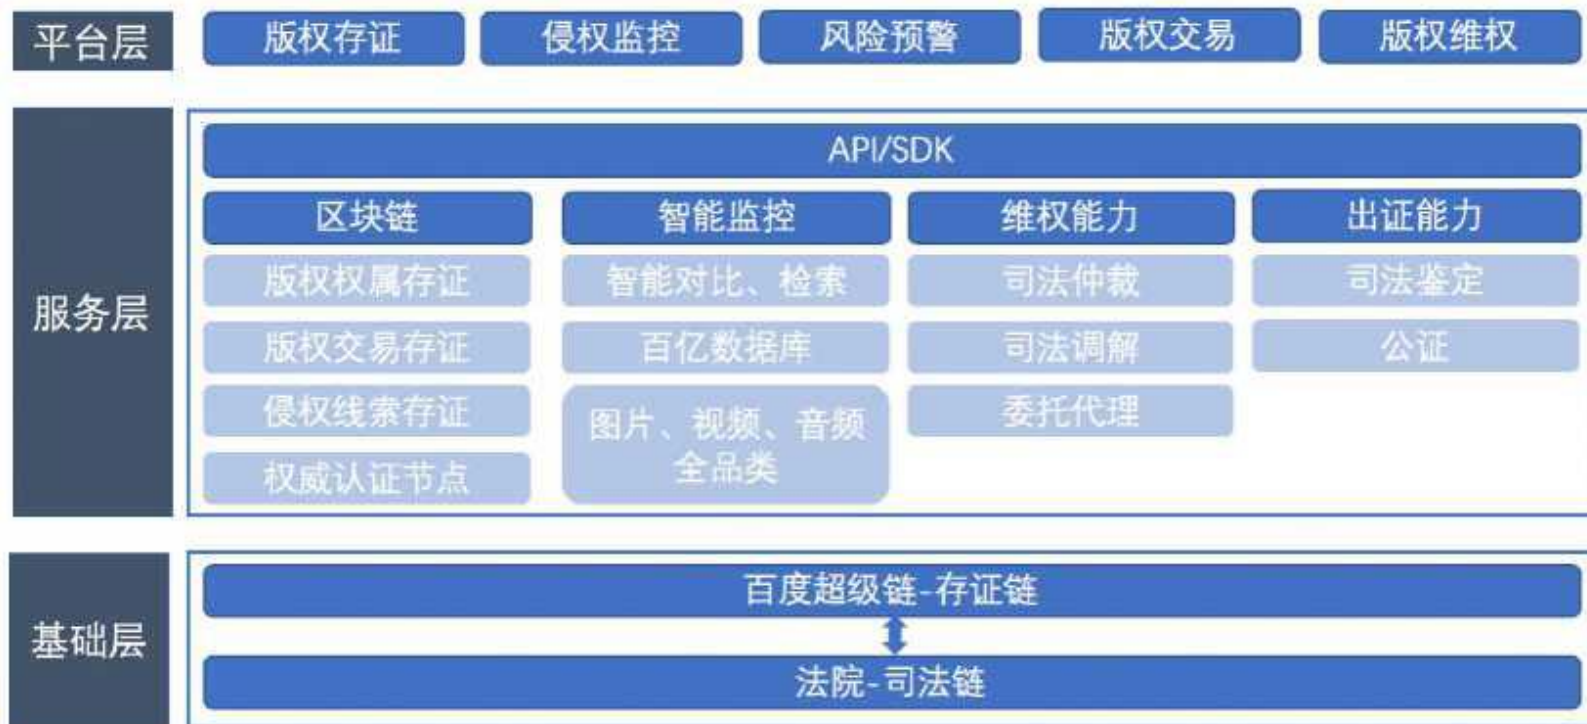 平台层
版权存证
侵权监控
风险预警
版权交易
版权维权
服务层
API/SDK
区块链
智能监控
维权能力
出证能力
版权权属存证
智能对比、检索
司法仲裁
司法鉴定
版权交易存证
百亿数据库
司法调解
公证
侵权线索存证
图片、视频、音频
全品类
委托代理
权威认证节点
基础层
百度超级链-存证链
法院-司法链